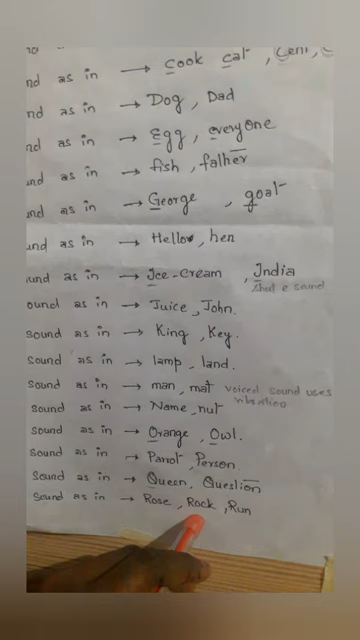 nd as in → Cook Cat, Cent,
nd as in → Dog, Dad
nd as in → Egg, everyone
und as in → fish, father
und as in → George, goat
und as in → Hello, hen
und as in → Ice-cream, India
that e sound
ound as in → Juice, John.
sound as in → King, Key.
Sound as in → lamp, land.
Sound as in → man, mat voiced sound uses
vibration
Sound as in → Name, nut
Sound as in → Orange, Owl.
Sound as in → Parrot, Person.
Sound as in → Queen, Question
Sound as in → Rose, Rock, Run